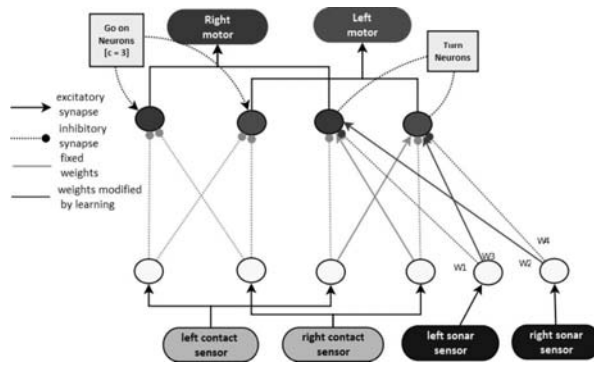 Go on
Neurons
[c = 3]
Right
motor
Left
motor
Turn
Neurons
excitatory
synapse
inhibitory
synapse
fixed
weights
weights modified
by learning
W1
W3
W2
W4
left contact
sensor
right contact
sensor
left sonar
sensor
right sonar
sensor